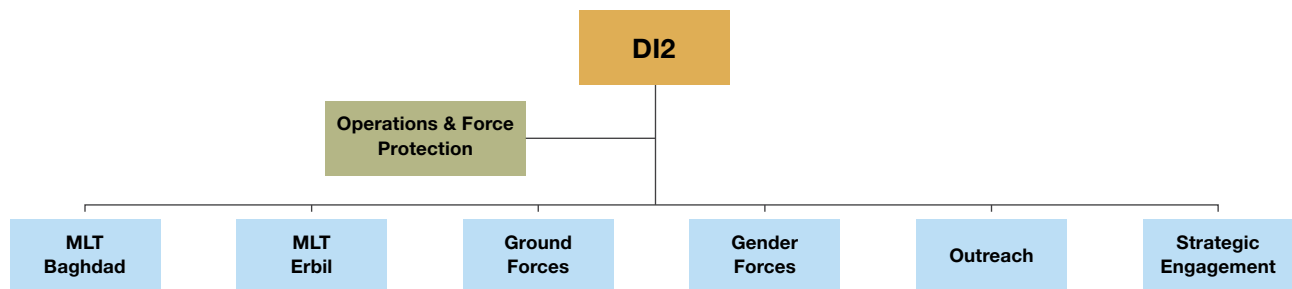 DI2
Operations & Force
Protection
MLT
Baghdad
MLT
Erbil
Ground
Forces
Gender
Forces
Outreach
Strategic
Engagement